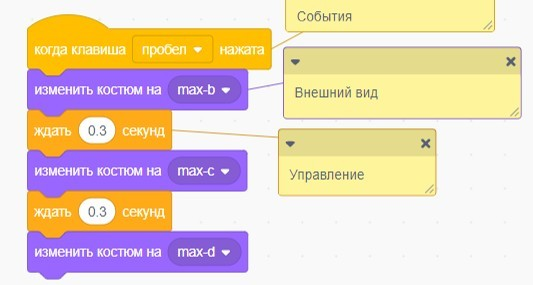 События
когда клавиша пробел нажата
изменить костюм на max-b
Внешний вид
ждать 0.3 секунд
изменить костюм на max-c
Управление
ждать 0.3 секунд
изменить костюм на max-d